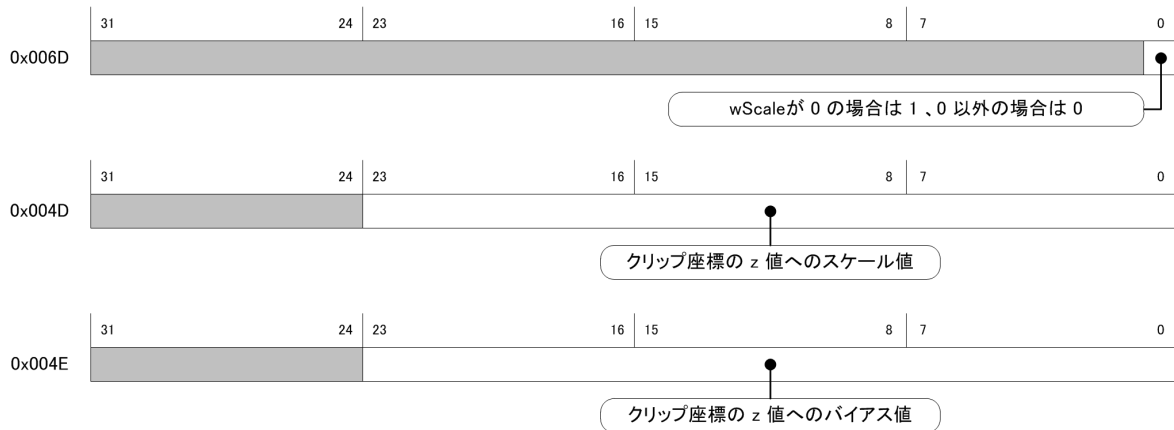 31 24 23 16 15 8 7 0
0x006D
wScaleが 0 の場合は 1 、0 以外の場合は 0
31 24 23 16 15 8 7 0
0x004D
クリップ座標の z 値へのスケール値
31 24 23 16 15 8 7 0
0x004E
クリップ座標の z 値へのバイアス値